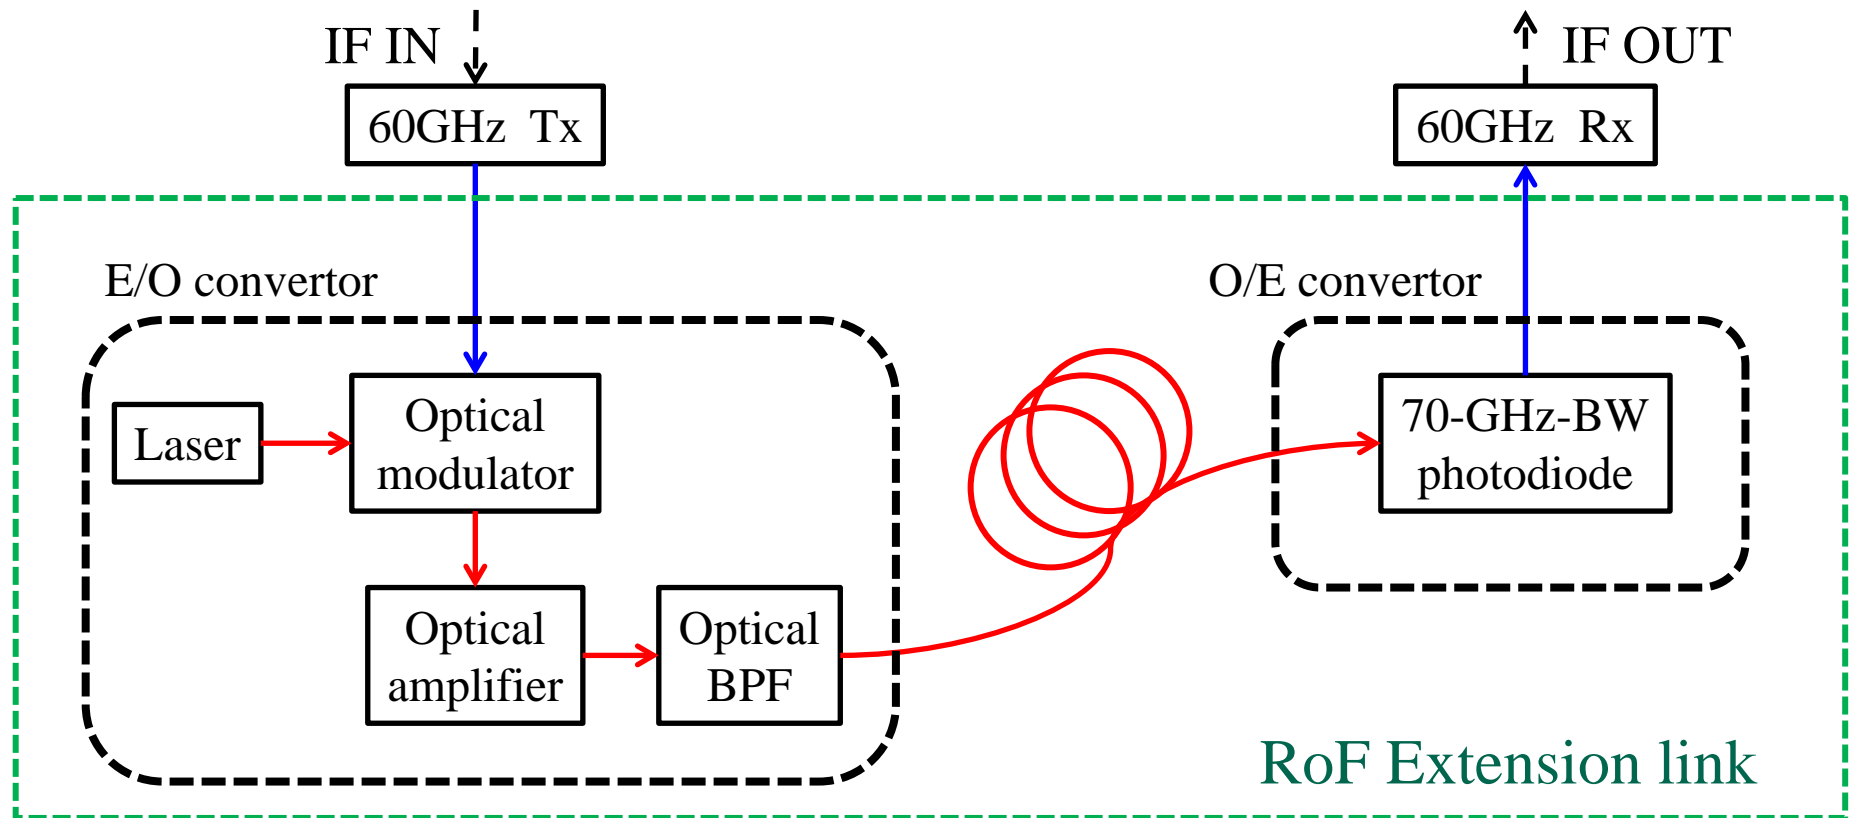 IF IN
IF OUT
60GHz Tx
60GHz Rx
E/O convertor
O/E convertor
Laser
Optical
modulator
70-GHz-BW
photodiode
Optical
amplifier
Optical
BPF
RoF Extension link